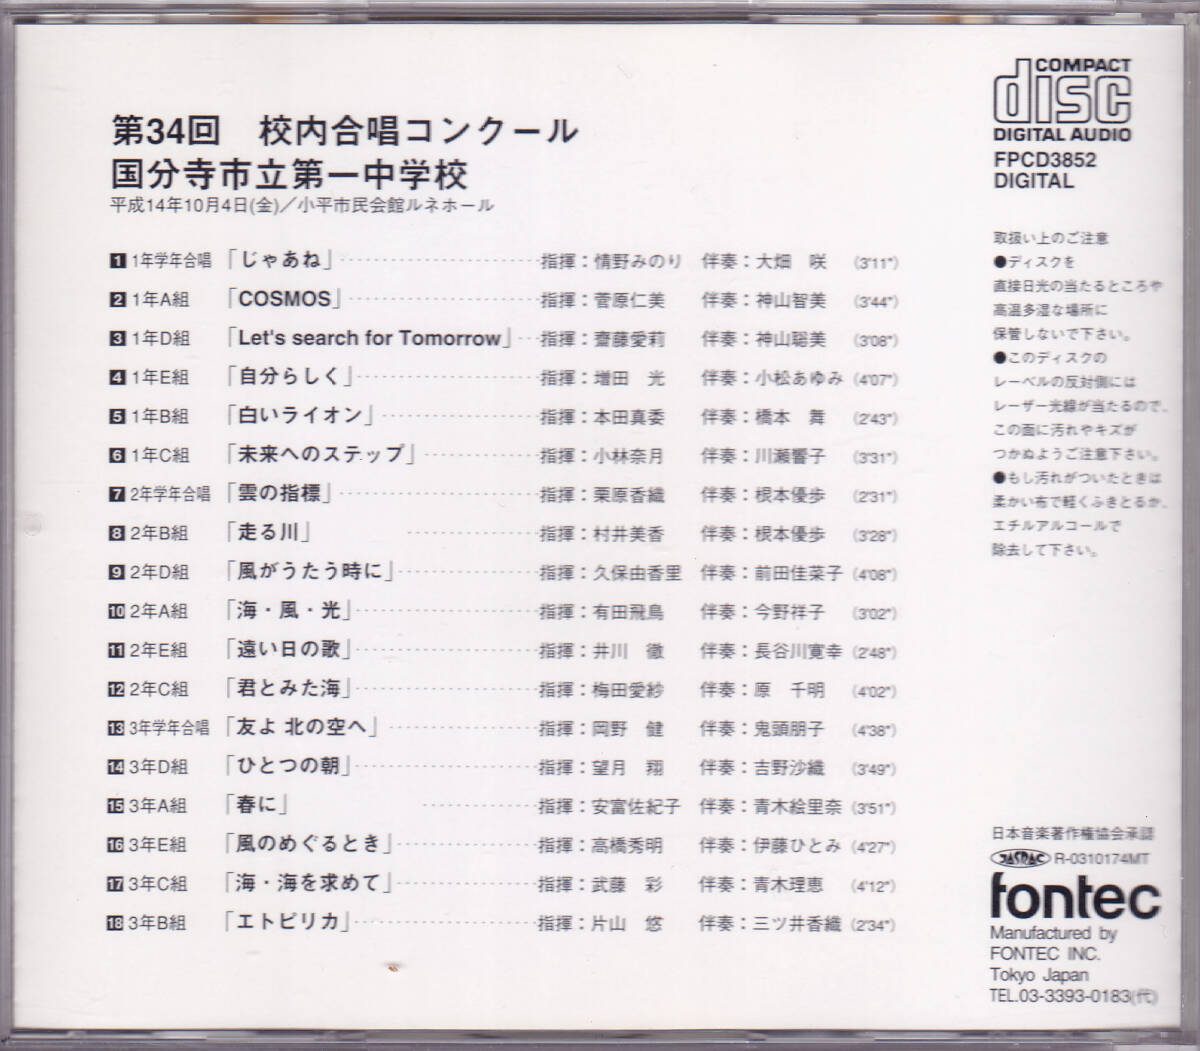 第34回　校内合唱コンクール
国分寺市立第一中学校
平成14年10月4日(金)／小平市民会館ルネホール
1 1年学年合唱 「じゃあね」 指揮：情野みのり 伴奏：大畑　咲 (3'11")
2 1年A組 「COSMOS」 指揮：菅原仁美 伴奏：神山智美 (3'44")
3 1年D組 「Let's search for Tomorrow」 指揮：齋藤愛莉 伴奏：神山聡美 (3'08")
4 1年E組 「自分らしく」 指揮：増田　光 伴奏：小松あゆみ (4'07")
5 1年B組 「白いライオン」 指揮：本田真委 伴奏：橋本　舞 (2'43")
6 1年C組 「未来へのステップ」 指揮：小林奈月 伴奏：川瀬響子 (3'31")
7 2年学年合唱 「雲の指標」 指揮：栗原香織 伴奏：根本優歩 (2'31")
8 2年B組 「走る川」 指揮：村井美香 伴奏：根本優歩 (3'28")
9 2年D組 「風がうたう時に」 指揮：久保由香里 伴奏：前田佳菜子 (4'08")
10 2年A組 「海・風・光」 指揮：有田飛鳥 伴奏：今野祥子 (3'02")
11 2年E組 「遠い日の歌」 指揮：井川　徹 伴奏：長谷川寛幸 (2'48")
12 2年C組 「君とみた海」 指揮：梅田愛紗 伴奏：原　千明 (4'02")
13 3年学年合唱 「友よ 北の空へ」 指揮：岡野　健 伴奏：鬼頭朋子 (4'38")
14 3年D組 「ひとつの朝」 指揮：望月　翔 伴奏：吉野沙織 (3'49")
15 3年A組 「春に」 指揮：安富佐紀子 伴奏：青木絵里奈 (3'51")
16 3年E組 「風のめぐるとき」 指揮：高橋秀明 伴奏：伊藤ひとみ (4'27")
17 3年C組 「海・海を求めて」 指揮：武藤　彩 伴奏：青木理恵 (4'12")
18 3年B組 「エトピリカ」 指揮：片山　悠 伴奏：三ツ井香織 (2'34")
COMPACT
disc
DIGITAL AUDIO
FPCD3852
DIGITAL
取扱い上のご注意
●ディスクを
直接日光の当たるところや
高温多湿な場所に
保管しないで下さい。
●このディスクの
レーベルの反対側には
レーザー光線が当たるので、
この面に汚れやキズが
つかぬようご注意下さい。
●もし汚れがついたときは
柔かい布で軽くふきとるか、
エチルアルコールで
除去して下さい。
日本音楽著作権協会承認
JASRAC R-0310174MT
fontec
Manufactured by
FONTEC INC.
Tokyo Japan
TEL.03-3393-0183(代)